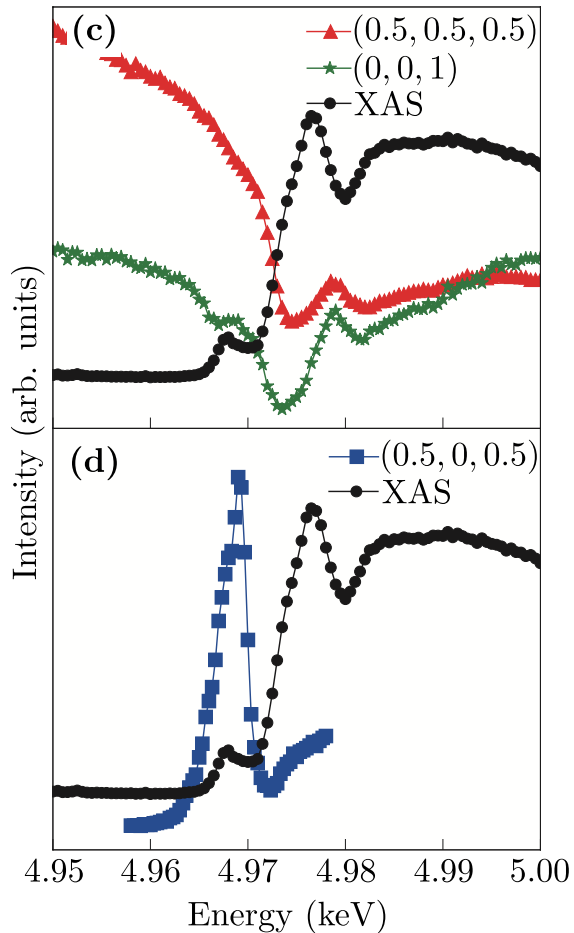 (c)
(0.5, 0.5, 0.5)
(0, 0, 1)
XAS
Intensity (arb. units)
(d)
(0.5, 0, 0.5)
XAS
4.95 4.96 4.97 4.98 4.99 5.00
Energy (keV)